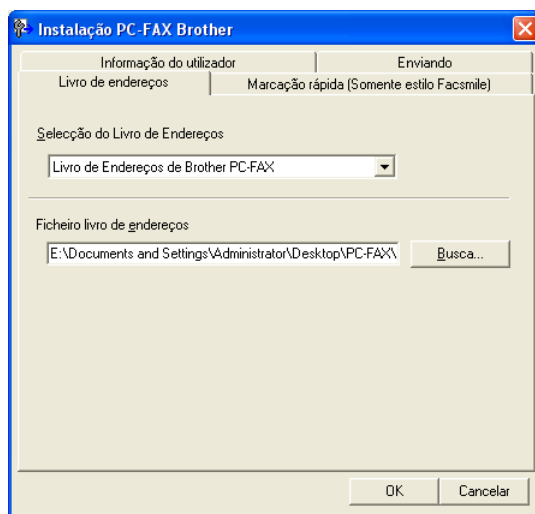 Instalação PC-FAX Brother
Informação do utilizador
Enviando
Livro de endereços
Marcação rápida (Somente estilo Facsmile)
Selecção do Livro de Endereços
Livro de Endereços de Brother PC-FAX
Ficheiro livro de endereços
E:\Documents and Settings\Administrator\Desktop\PC-FAX\
Busca...
OK
Cancelar